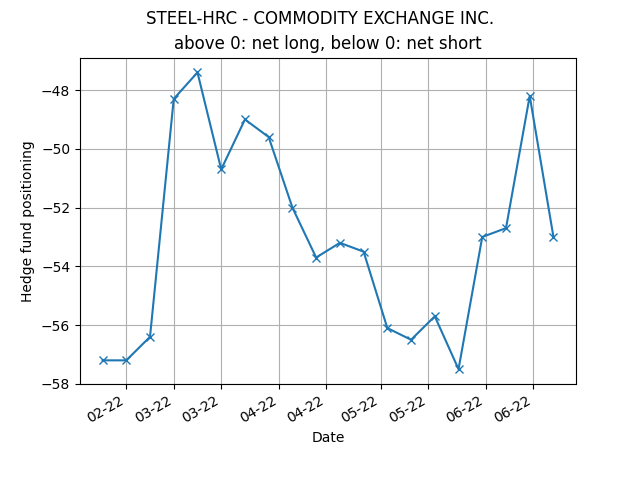 STEEL-HRC - COMMODITY EXCHANGE INC.
above 0: net long, below 0: net short
Hedge fund positioning
−48
−50
−52
−54
−56
−58
02-22 03-22 03-22 04-22 04-22 05-22 05-22 06-22 06-22
Date